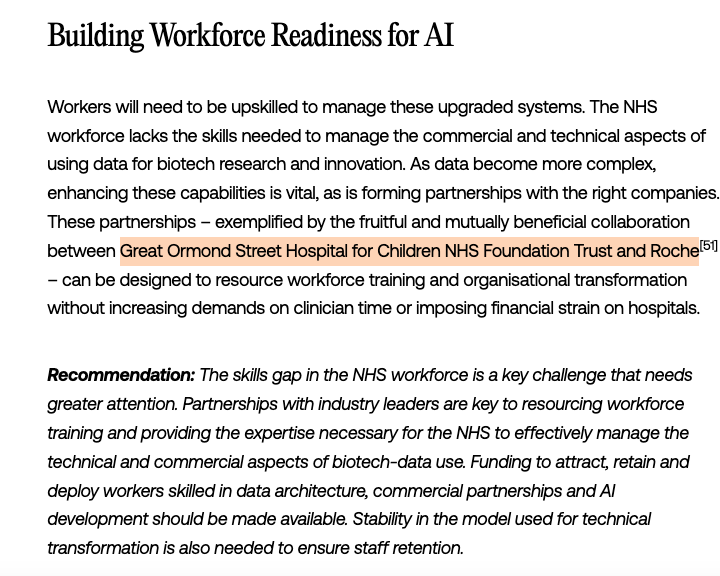 Building Workforce Readiness for AI
Workers will need to be upskilled to manage these upgraded systems. The NHS
workforce lacks the skills needed to manage the commercial and technical aspects of
using data for biotech research and innovation. As data become more complex,
enhancing these capabilities is vital, as is forming partnerships with the right companies.
These partnerships – exemplified by the fruitful and mutually beneficial collaboration
between Great Ormond Street Hospital for Children NHS Foundation Trust and Roche[51]
– can be designed to resource workforce training and organisational transformation
without increasing demands on clinician time or imposing financial strain on hospitals.
Recommendation: The skills gap in the NHS workforce is a key challenge that needs
greater attention. Partnerships with industry leaders are key to resourcing workforce
training and providing the expertise necessary for the NHS to effectively manage the
technical and commercial aspects of biotech-data use. Funding to attract, retain and
deploy workers skilled in data architecture, commercial partnerships and AI
development should be made available. Stability in the model used for technical
transformation is also needed to ensure staff retention.